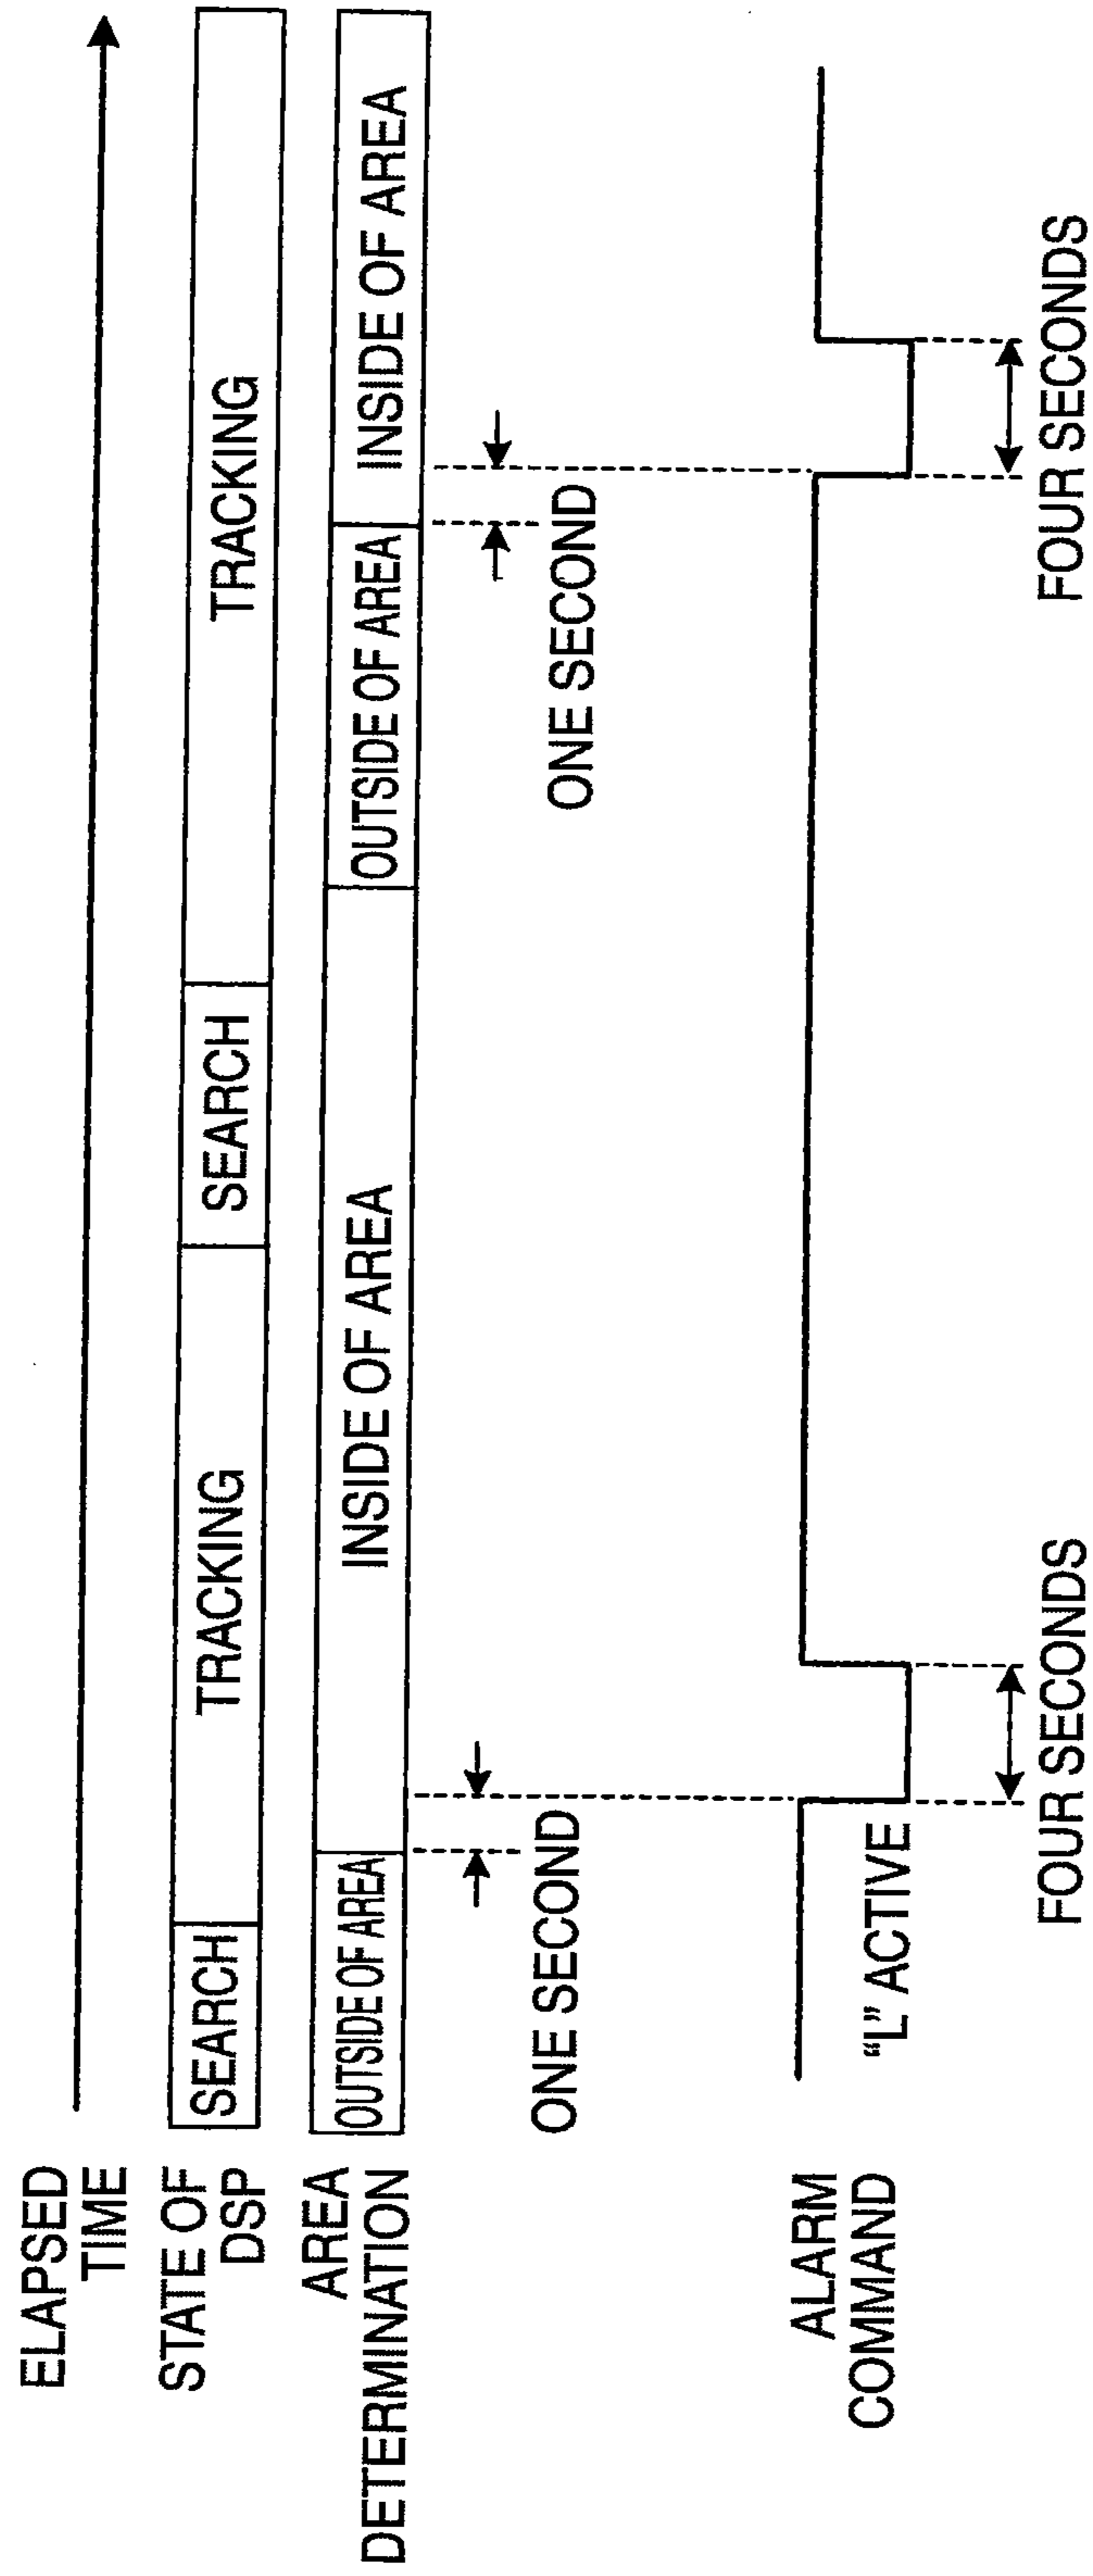 ELAPSED
TIME
STATE OF
DSP
SEARCH
TRACKING
SEARCH
TRACKING
AREA
DETERMINATION
OUTSIDE OF AREA
INSIDE OF AREA
OUTSIDE OF AREA
INSIDE OF AREA
ONE SECOND
ONE SECOND
ALARM
COMMAND
“L” ACTIVE
FOUR SECONDS
FOUR SECONDS